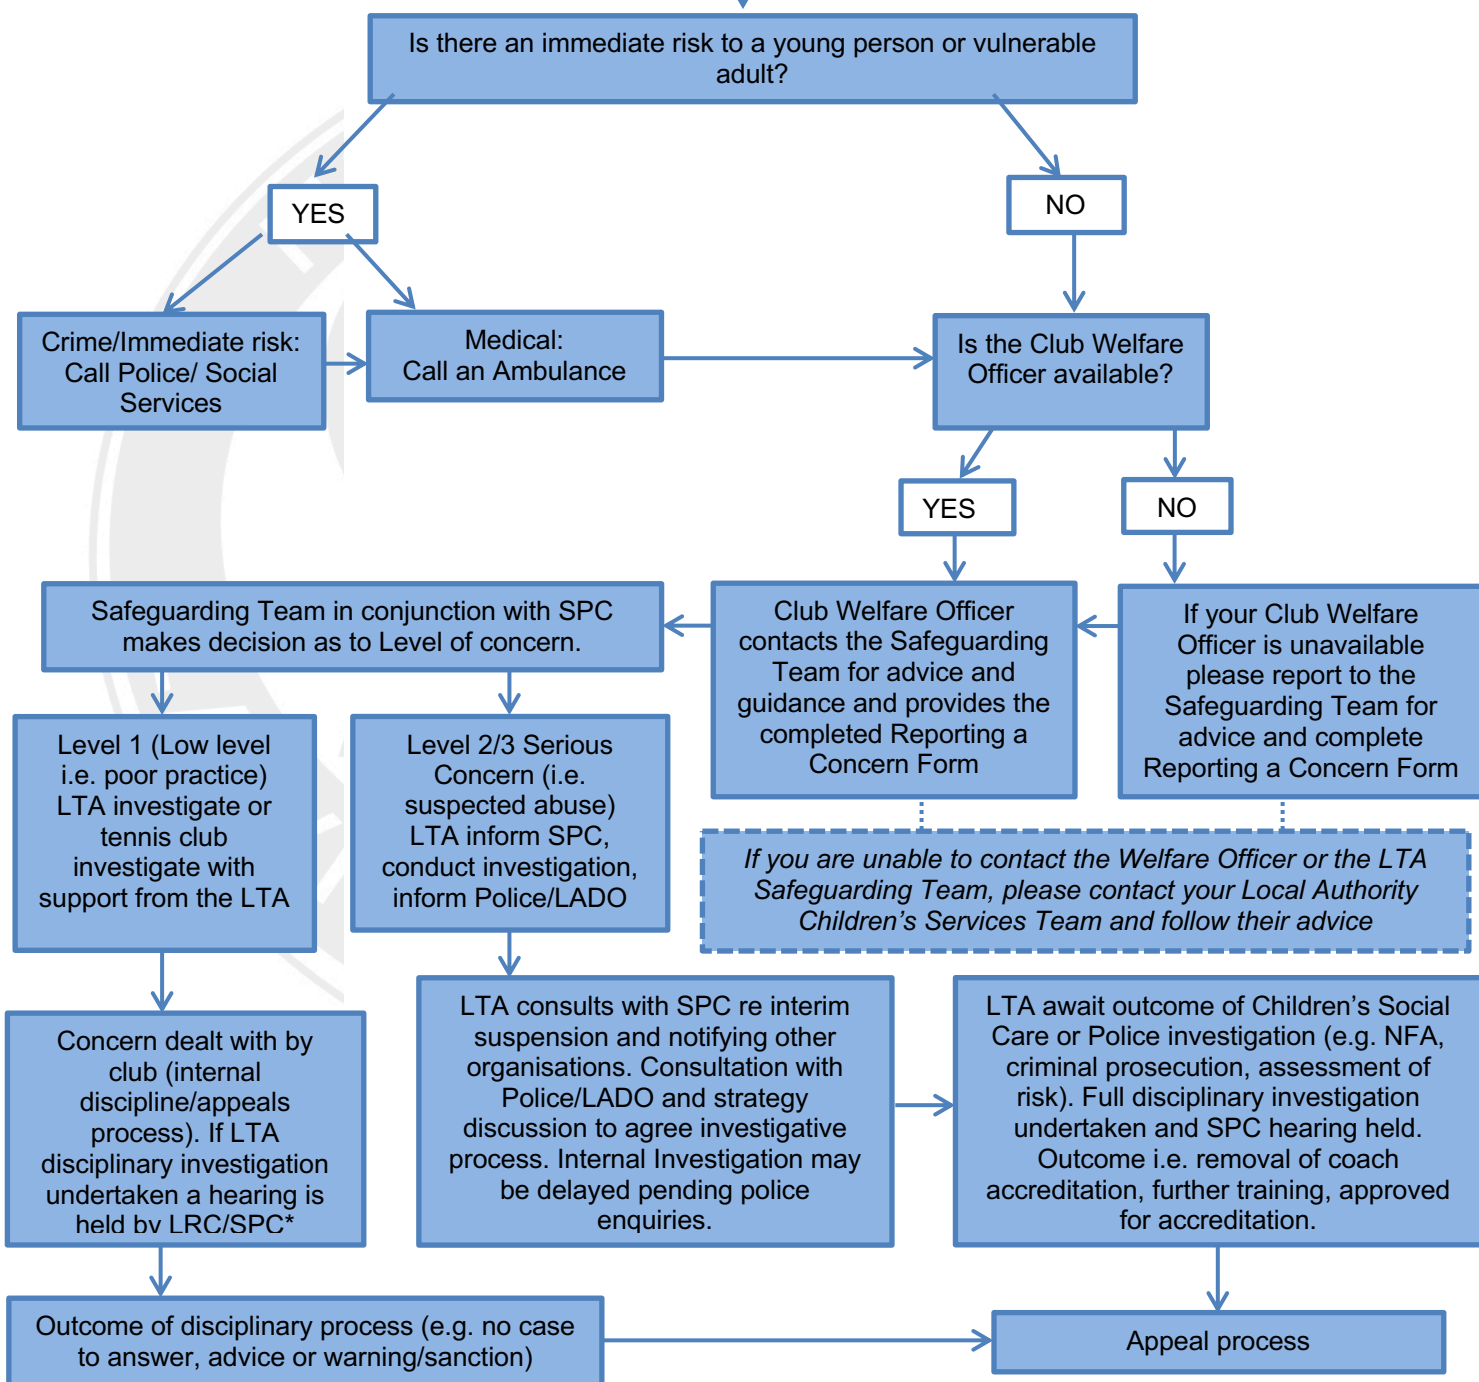 Is there an immediate risk to a young person or vulnerable
adult?
YES
NO
Crime/Immediate risk:
Call Police/ Social
Services
Medical:
Call an Ambulance
Is the Club Welfare
Officer available?
YES
NO
Safeguarding Team in conjunction with SPC
makes decision as to Level of concern.
Club Welfare Officer
contacts the Safeguarding
Team for advice and
guidance and provides the
completed Reporting a
Concern Form
If your Club Welfare
Officer is unavailable
please report to the
Safeguarding Team for
advice and complete
Reporting a Concern Form
Level 1 (Low level
i.e. poor practice)
LTA investigate or
tennis club
investigate with
support from the LTA
Level 2/3 Serious
Concern (i.e.
suspected abuse)
LTA inform SPC,
conduct investigation,
inform Police/LADO
If you are unable to contact the Welfare Officer or the LTA
Safeguarding Team, please contact your Local Authority
Children’s Services Team and follow their advice
Concern dealt with by
club (internal
discipline/appeals
process). If LTA
disciplinary investigation
undertaken a hearing is
held by LRC/SPC*
LTA consults with SPC re interim
suspension and notifying other
organisations. Consultation with
Police/LADO and strategy
discussion to agree investigative
process. Internal Investigation may
be delayed pending police
enquiries.
LTA await outcome of Children’s Social
Care or Police investigation (e.g. NFA,
criminal prosecution, assessment of
risk). Full disciplinary investigation
undertaken and SPC hearing held.
Outcome i.e. removal of coach
accreditation, further training, approved
for accreditation.
Outcome of disciplinary process (e.g. no case
to answer, advice or warning/sanction)
Appeal process